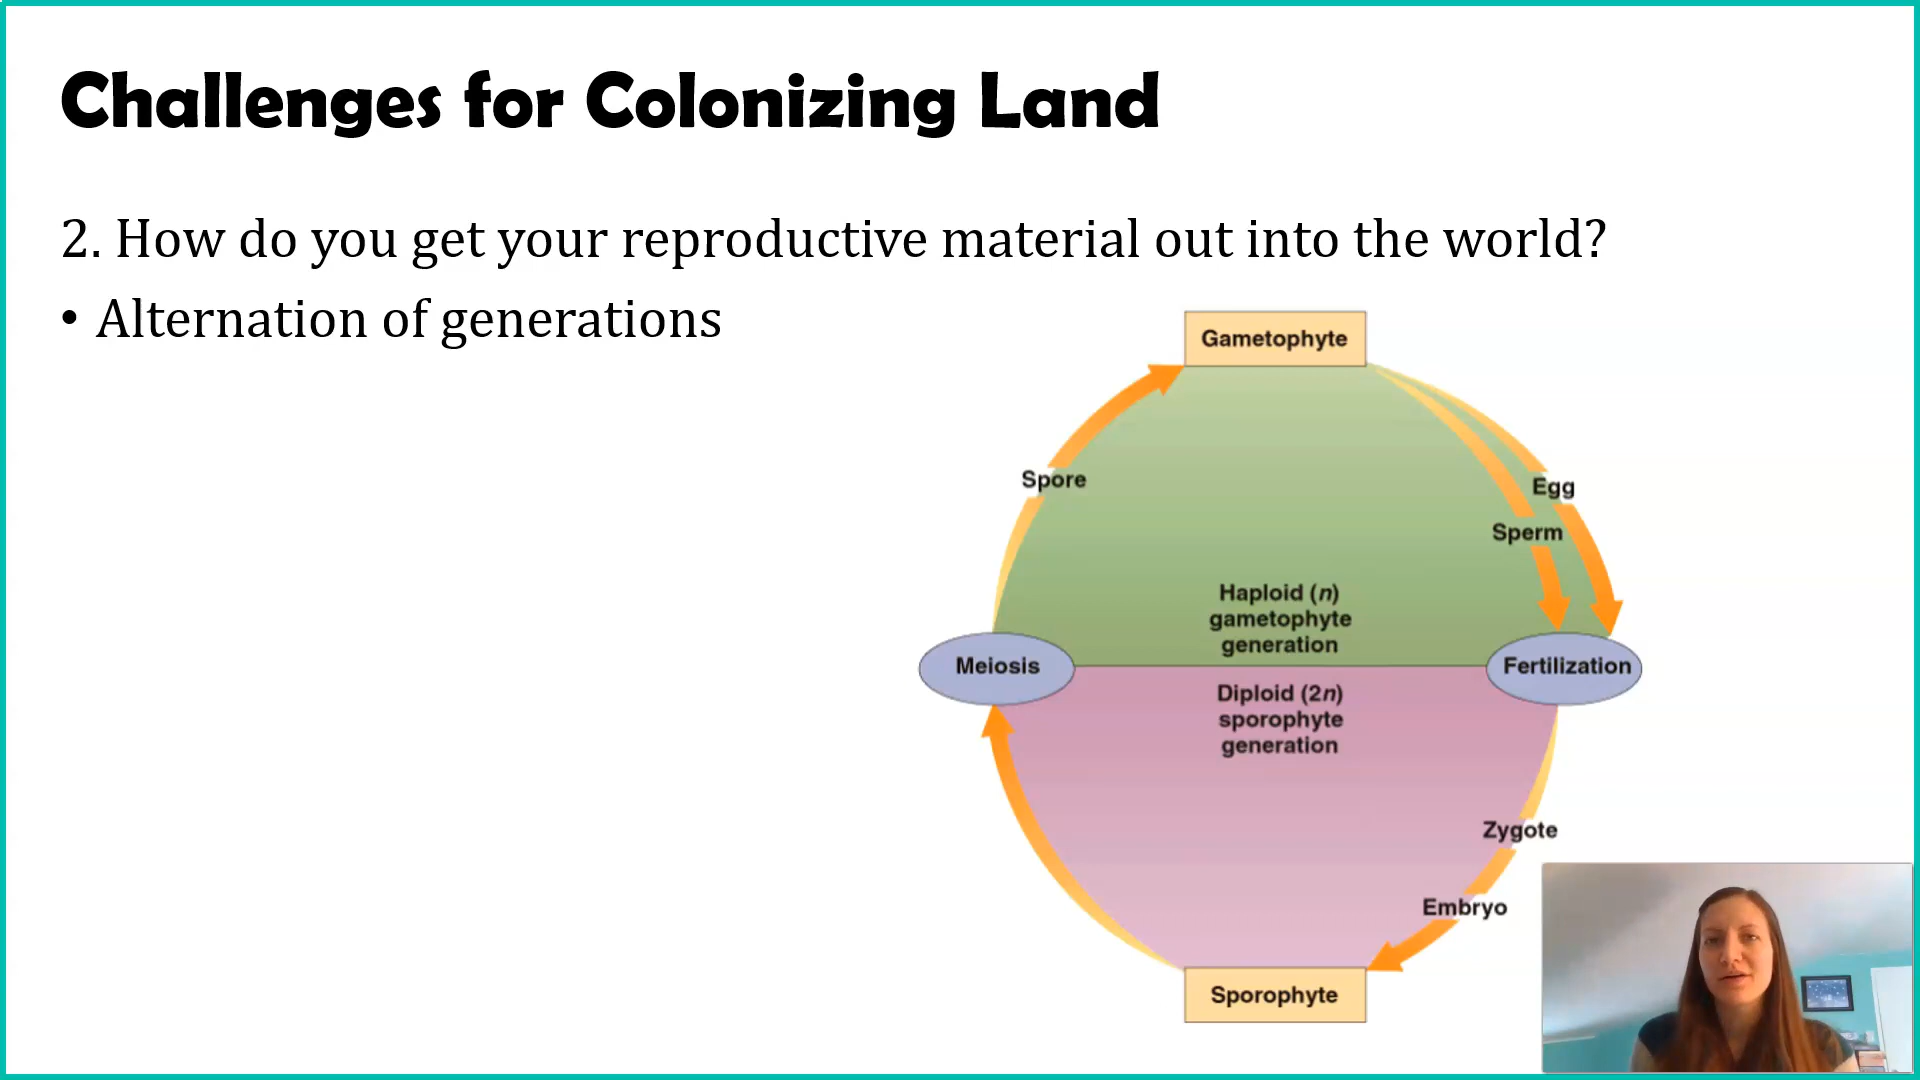 Challenges for Colonizing Land
2. How do you get your reproductive material out into the world?
• Alternation of generations
Gametophyte
Spore
Egg
Sperm
Haploid (n)
gametophyte
generation
Meiosis
Fertilization
Diploid (2n)
sporophyte
generation
Zygote
Embryo
Sporophyte